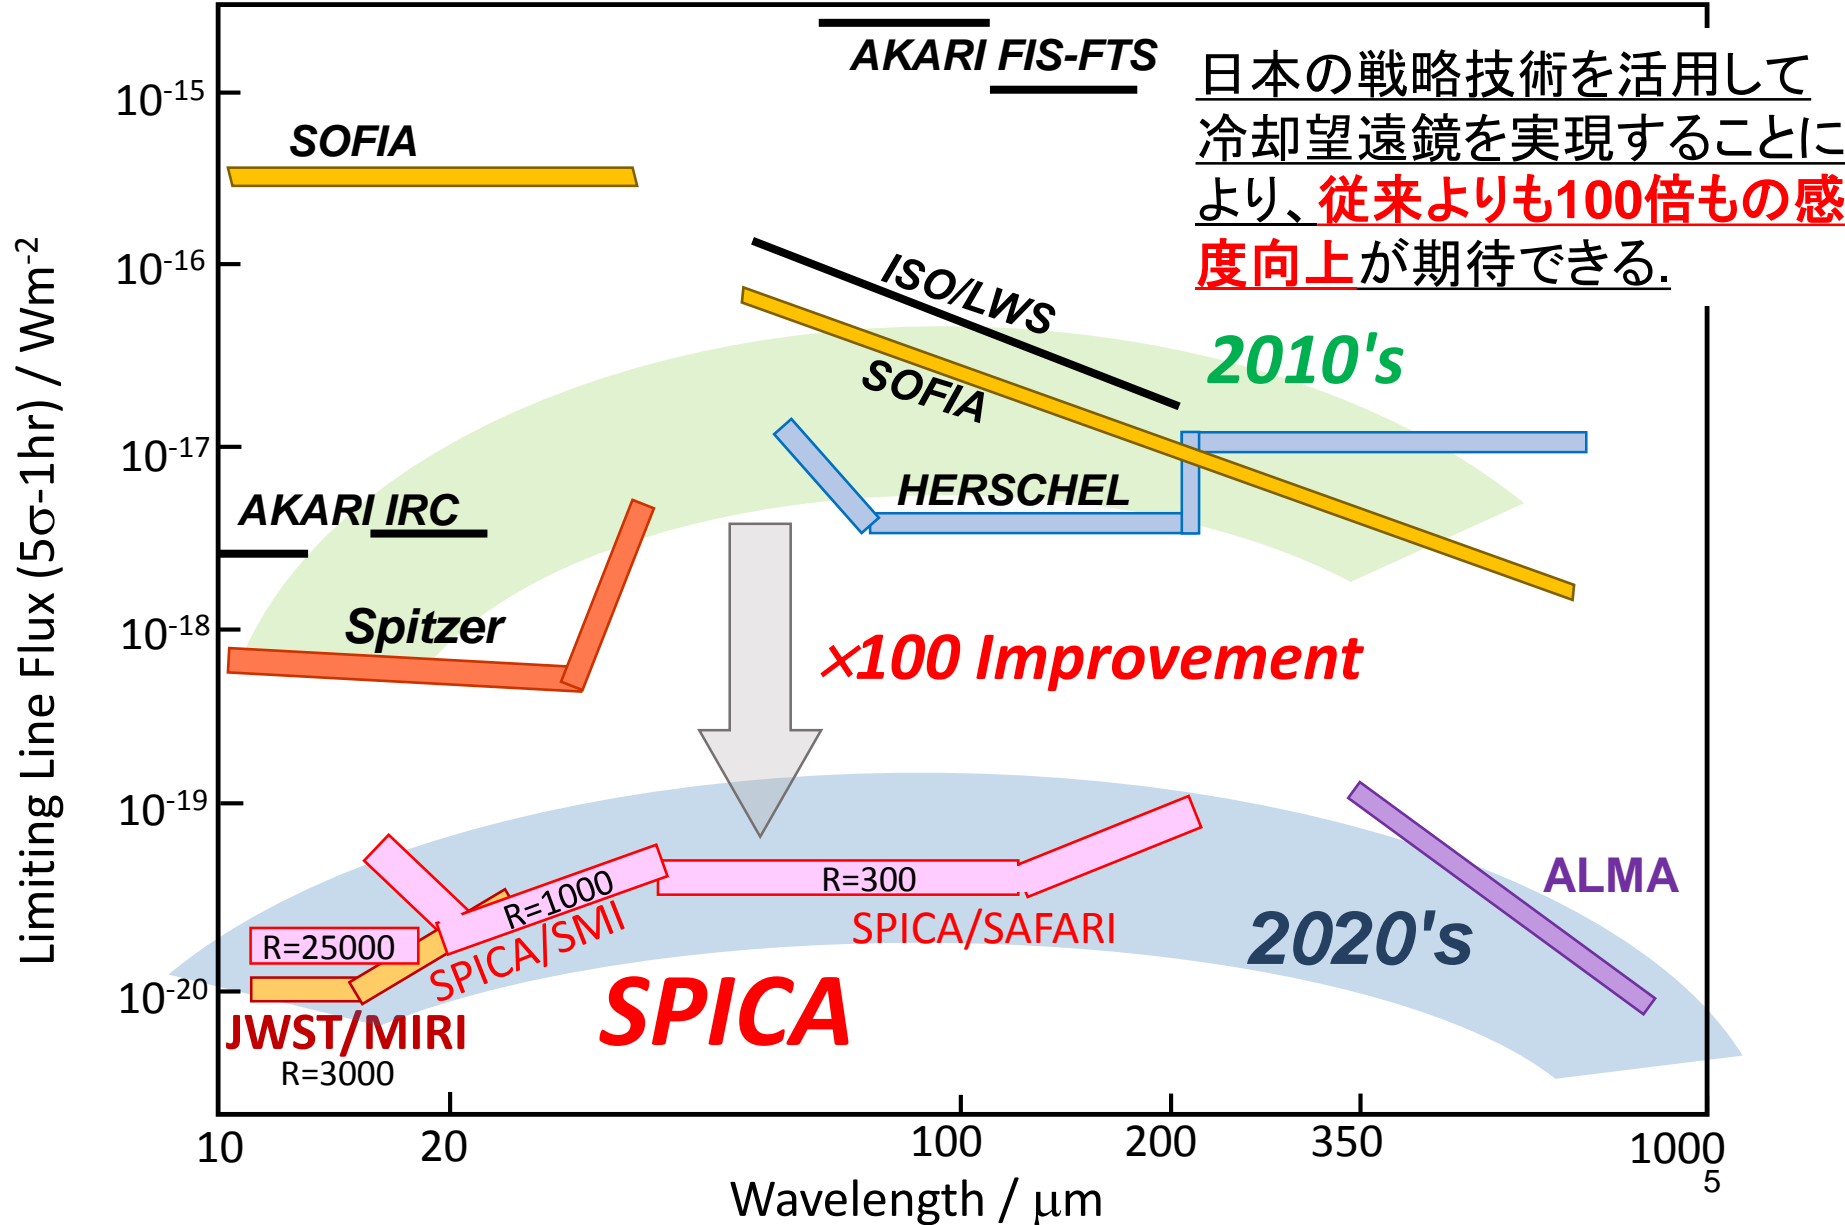 AKARI FIS-FTS
日本の戦略技術を活用して
冷却望遠鏡を実現することに
より、従来よりも100倍もの感
度向上が期待できる.
10-15
SOFIA
10-16
ISO/LWS
2010's
SOFIA
10-17
HERSCHEL
AKARI IRC
10-18
Spitzer
×100 Improvement
Limiting Line Flux (5σ-1hr) / Wm-2
10-19
ALMA
R=300
R=1000
SPICA/SAFARI
2020's
R=25000
SPICA/SMI
10-20
SPICA
JWST/MIRI
R=3000
10 20 100 200 350 1000
5
Wavelength / μm